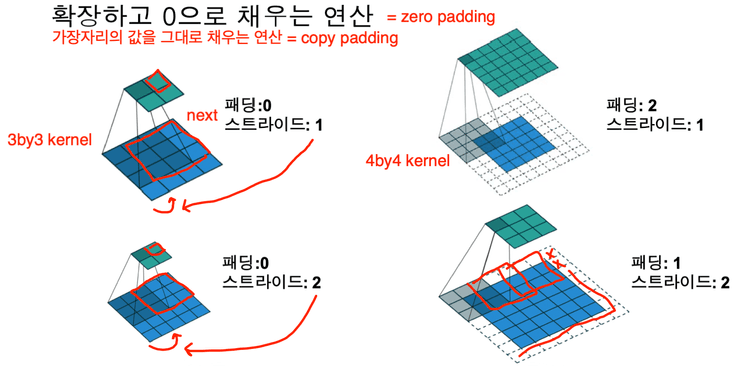 확장하고 0으로 채우는 연산 = zero padding
가장자리의 값을 그대로 채우는 연산 = copy padding
패딩:0
스트라이드: 1
next
3by3 kernel
패딩: 2
스트라이드: 1
4by4 kernel
패딩:0
스트라이드: 2
패딩: 1
스트라이드: 2